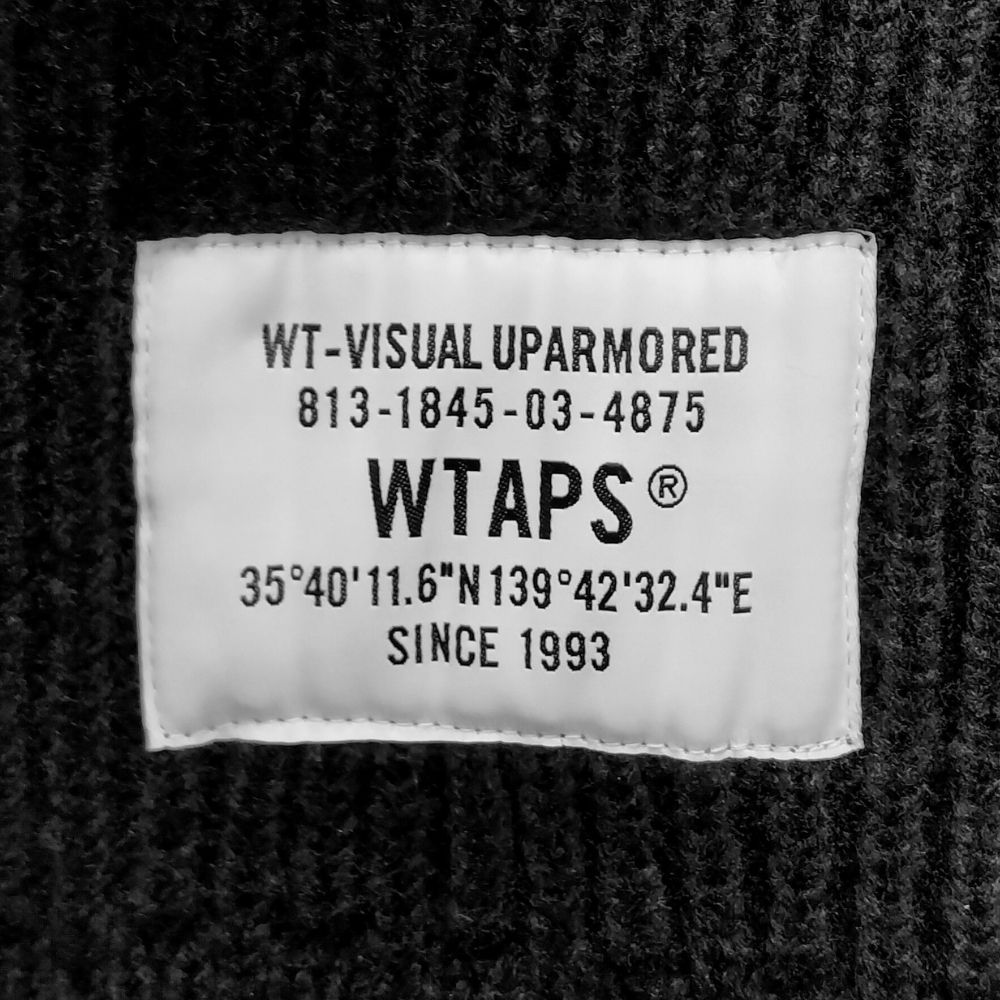 WT-VISUAL UPARMORED
813-1845-03-4875
WTAPS®
35°40'11.6"N139°42'32.4"E
SINCE 1993